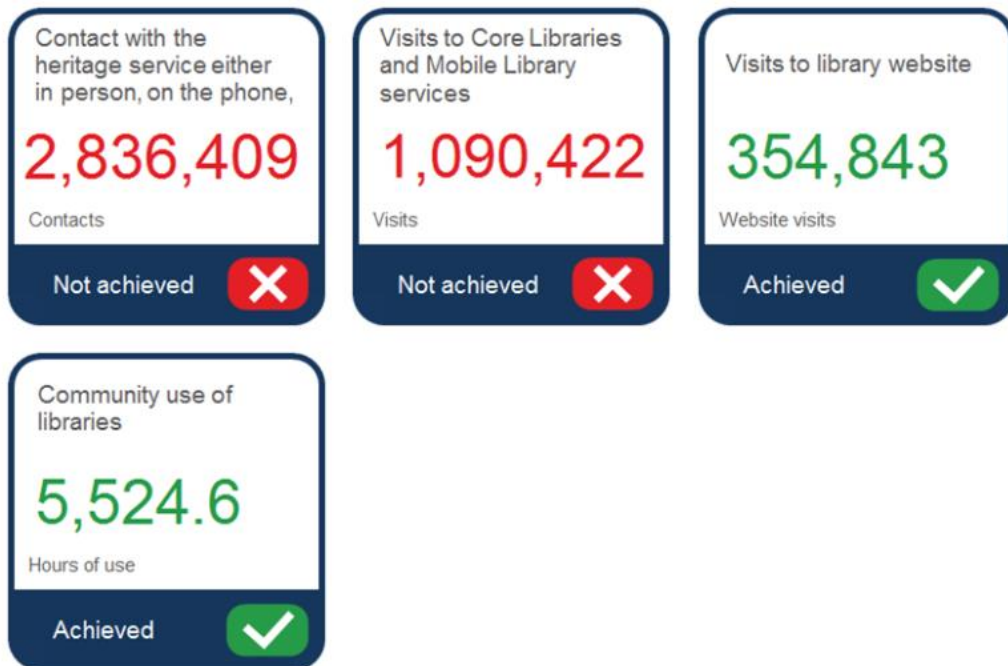 Contact with the
heritage service either
in person, on the phone,
2,836,409
Contacts
Not achieved
Visits to Core Libraries
and Mobile Library
services
1,090,422
Visits
Not achieved
Visits to library website
354,843
Website visits
Achieved
Community use of
libraries
5,524.6
Hours of use
Achieved